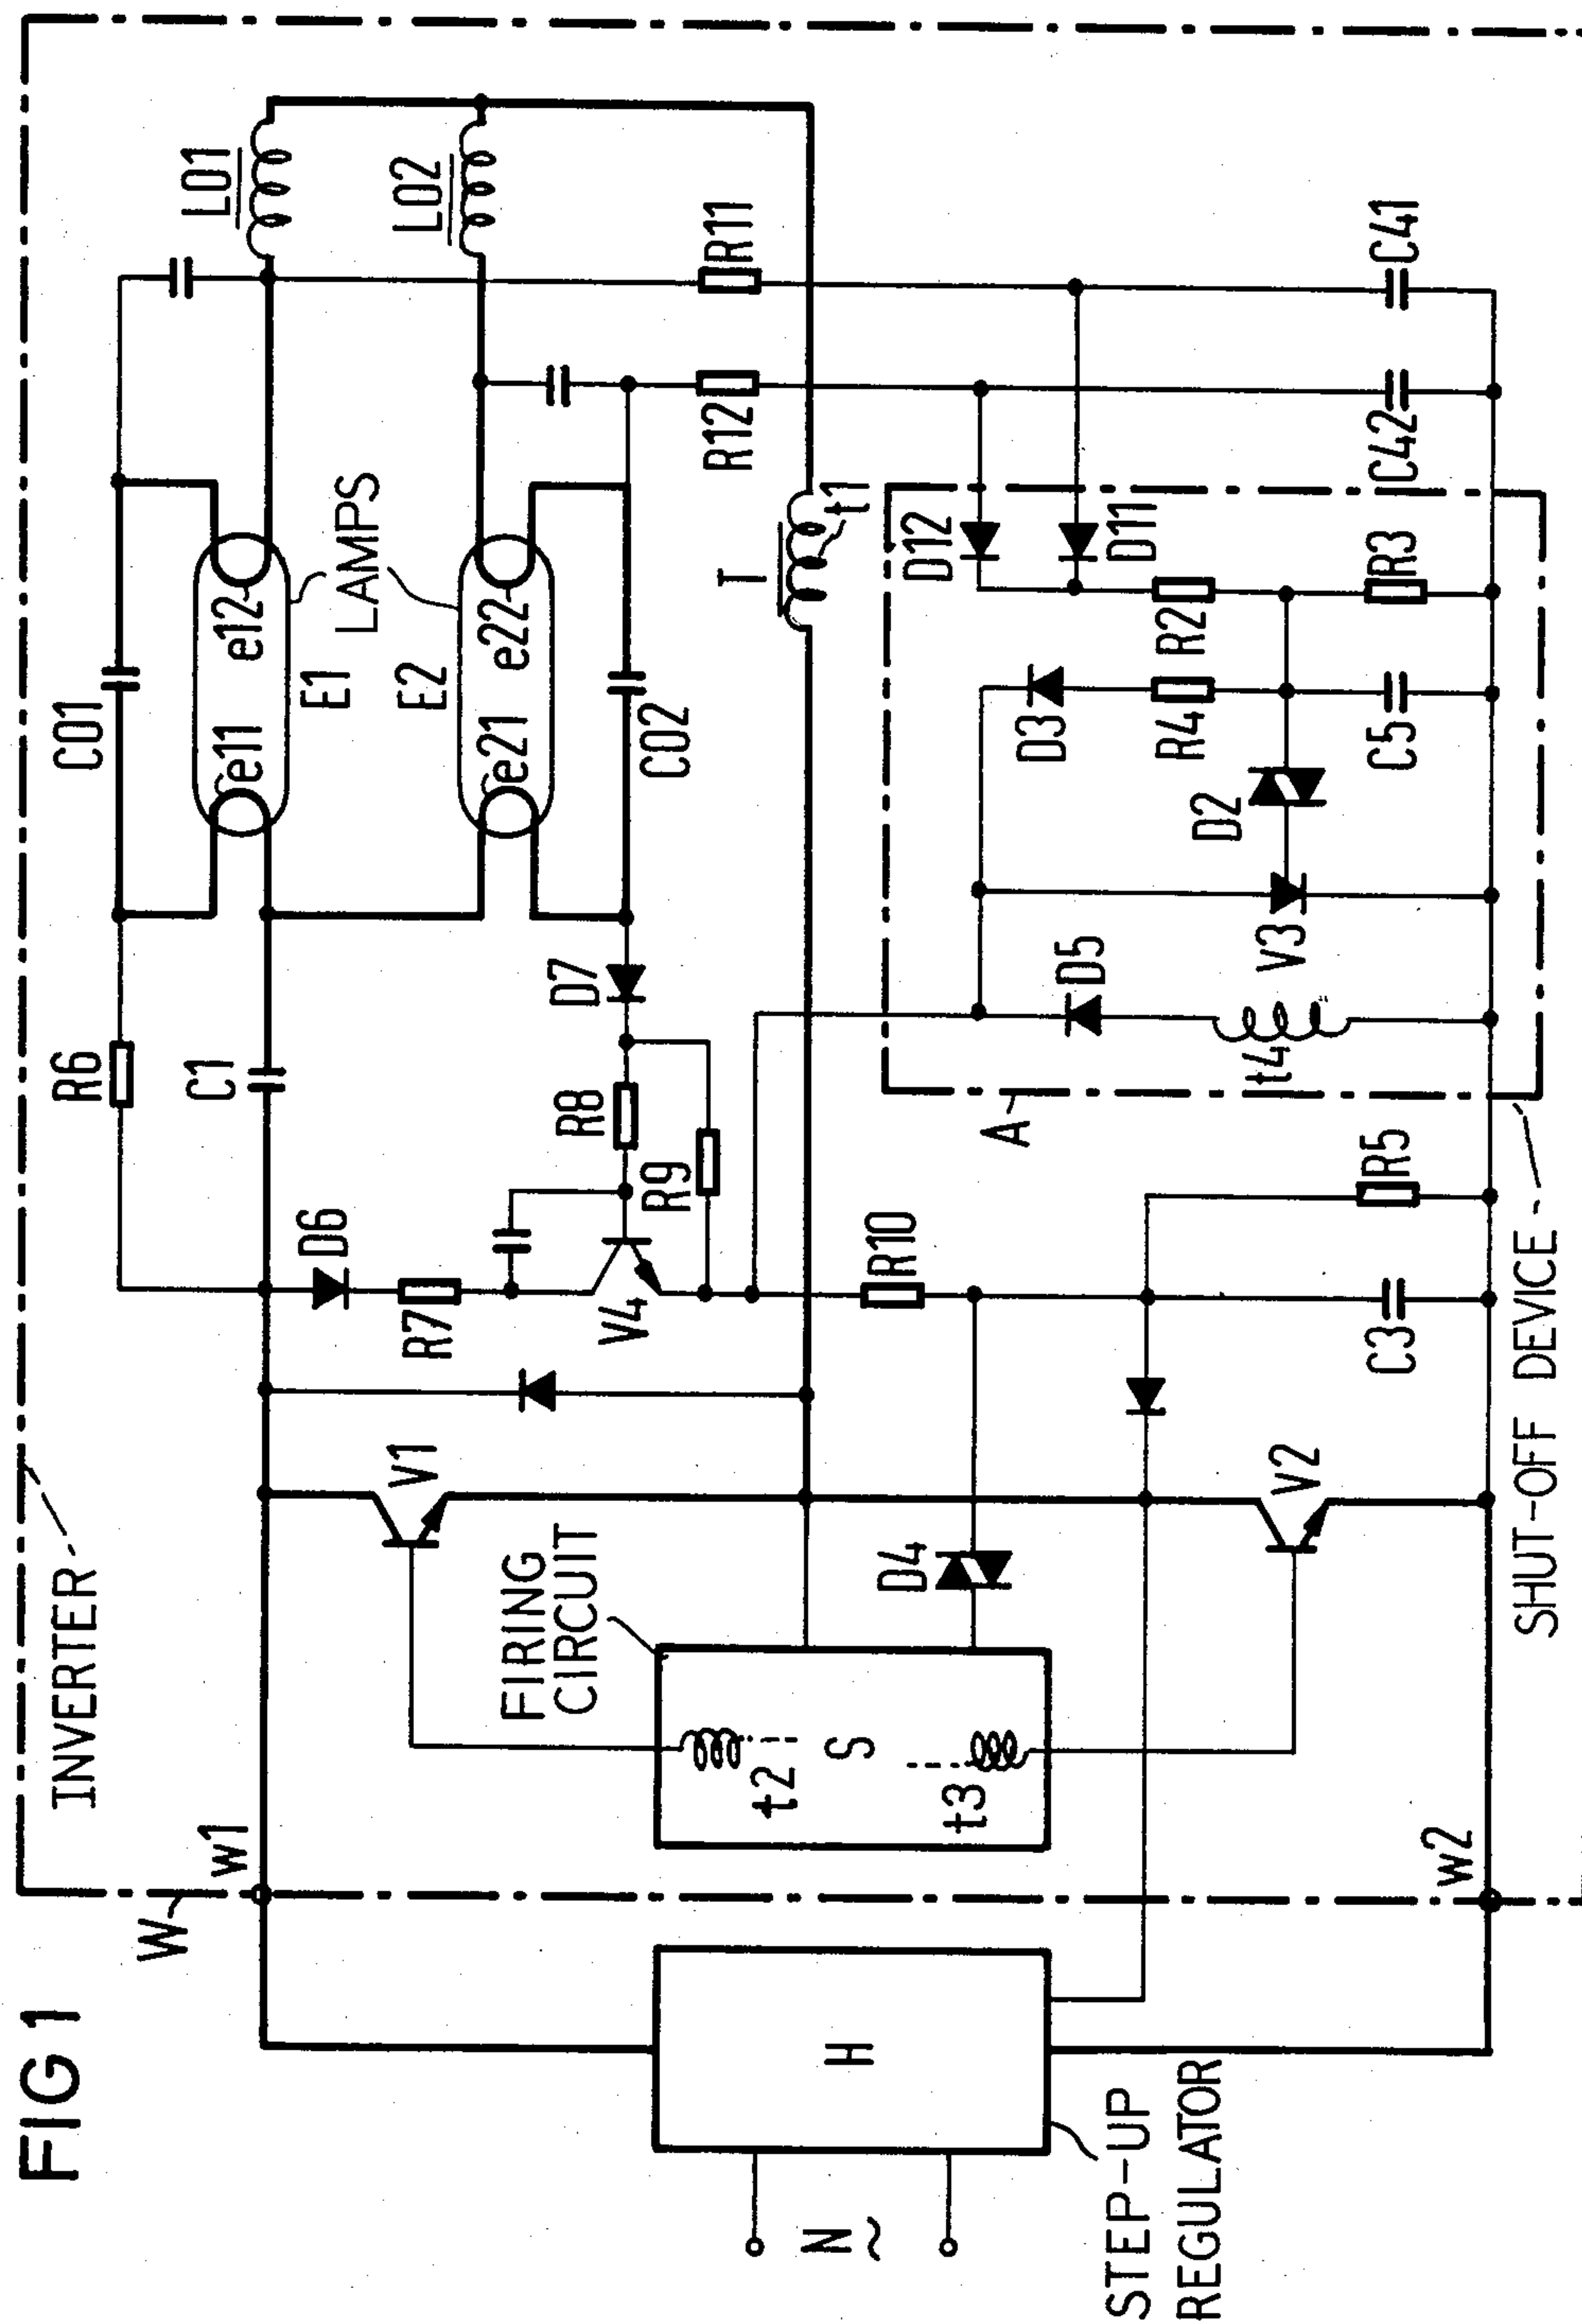 FIG 1
INVERTER
W
w1
R6
C01
C1
e11
e12
E1
L01
LAMPS
E2
e21
e22
L02
D6
R7
V4
R8
D7
R9
C02
R12
R11
V1
FIRING
CIRCUIT
t2
S
t3
D4
R10
T
t1
A
D12
D11
D5
D3
t4
V3
D2
R4
R2
C5
R3
C42
C41
C3
R5
V2
w2
H
N
~
STEP-UP
REGULATOR
SHUT-OFF DEVICE